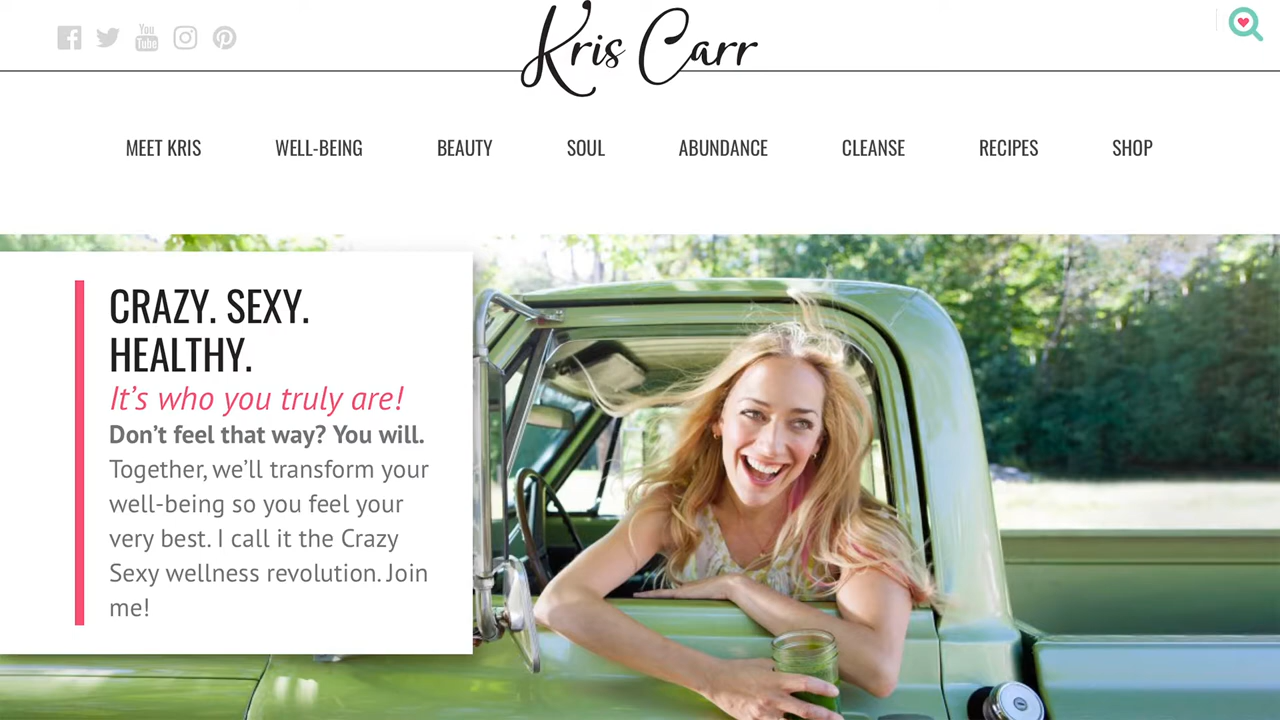 You
Tube
Kris Carr
MEET KRIS WELL-BEING BEAUTY SOUL ABUNDANCE CLEANSE RECIPES SHOP
CRAZY. SEXY.
HEALTHY.
It's who you truly are!
Don't feel that way? You will.
Together, we'll transform your
well-being so you feel your
very best. I call it the Crazy
Sexy wellness revolution. Join
me!